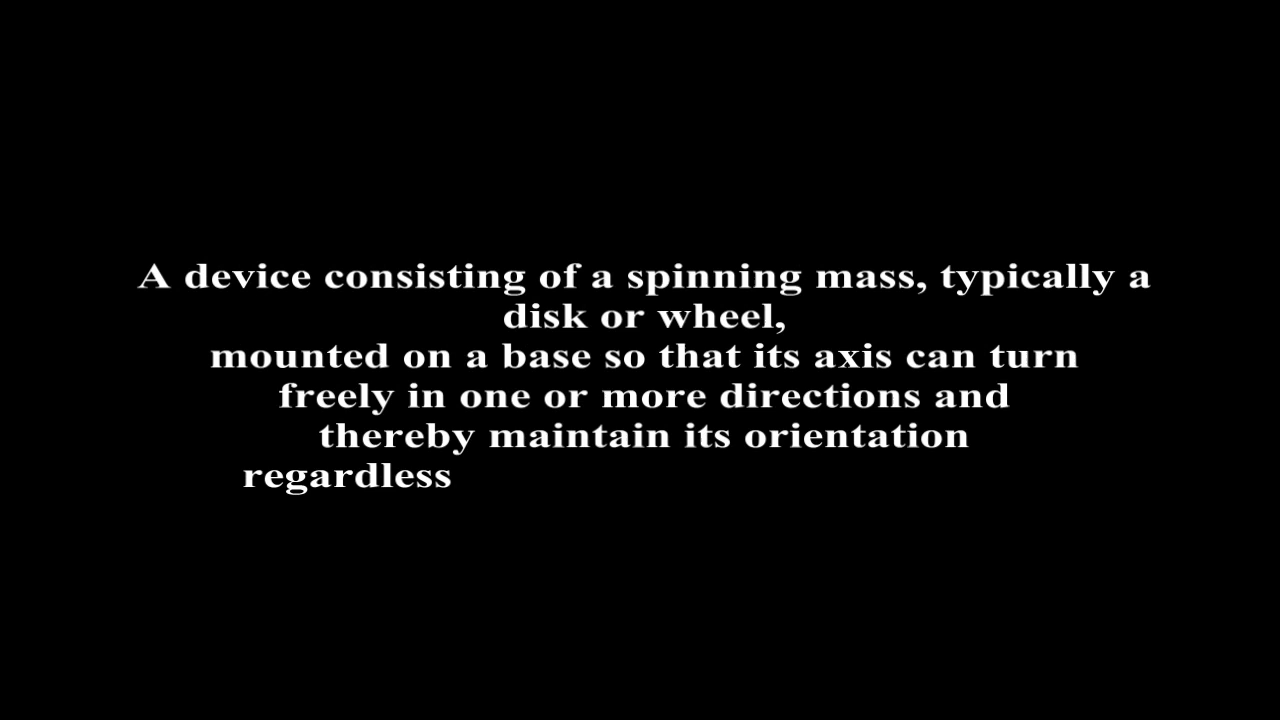 A device consisting of a spinning mass, typically a
disk or wheel,
mounted on a base so that its axis can turn
freely in one or more directions and
thereby maintain its orientation
regardless